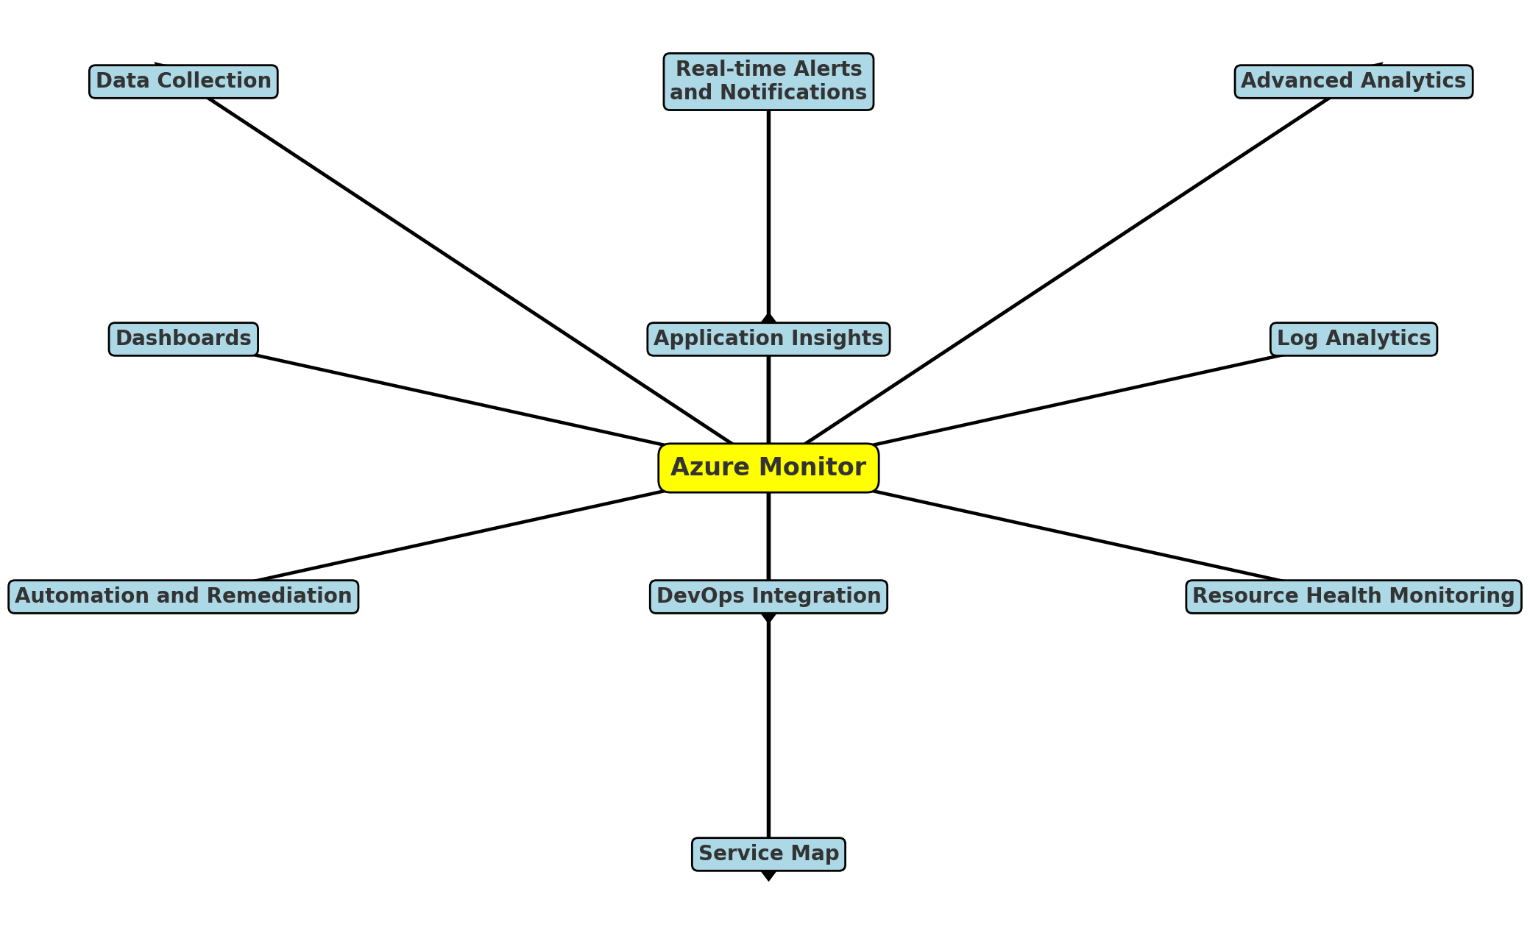 Data Collection
Real-time Alerts
and Notifications
Advanced Analytics
Dashboards
Application Insights
Log Analytics
Azure Monitor
Automation and Remediation
DevOps Integration
Resource Health Monitoring
Service Map